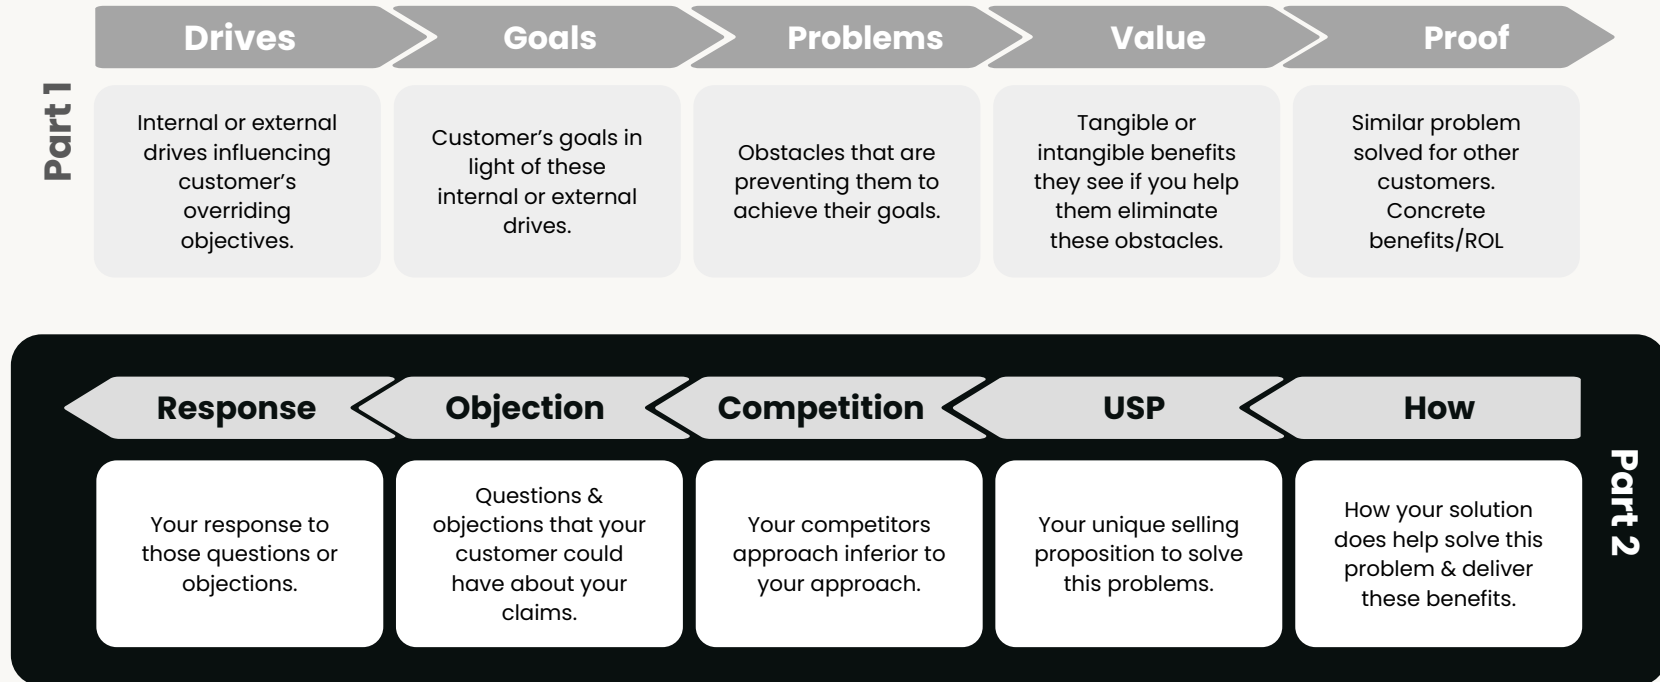 Part 1
Drives
Internal or external
drives influencing
customer’s
overriding
objectives.
Goals
Customer’s goals in
light of these
internal or external
drives.
Problems
Obstacles that are
preventing them to
achieve their goals.
Value
Tangible or
intangible benefits
they see if you help
them eliminate
these obstacles.
Proof
Similar problem
solved for other
customers.
Concrete
benefits/ROL
Part 2
How
How your solution
does help solve this
problem & deliver
these benefits.
USP
Your unique selling
proposition to solve
this problems.
Competition
Your competitors
approach inferior to
your approach.
Objection
Questions &
objections that your
customer could
have about your
claims.
Response
Your response to
those questions or
objections.